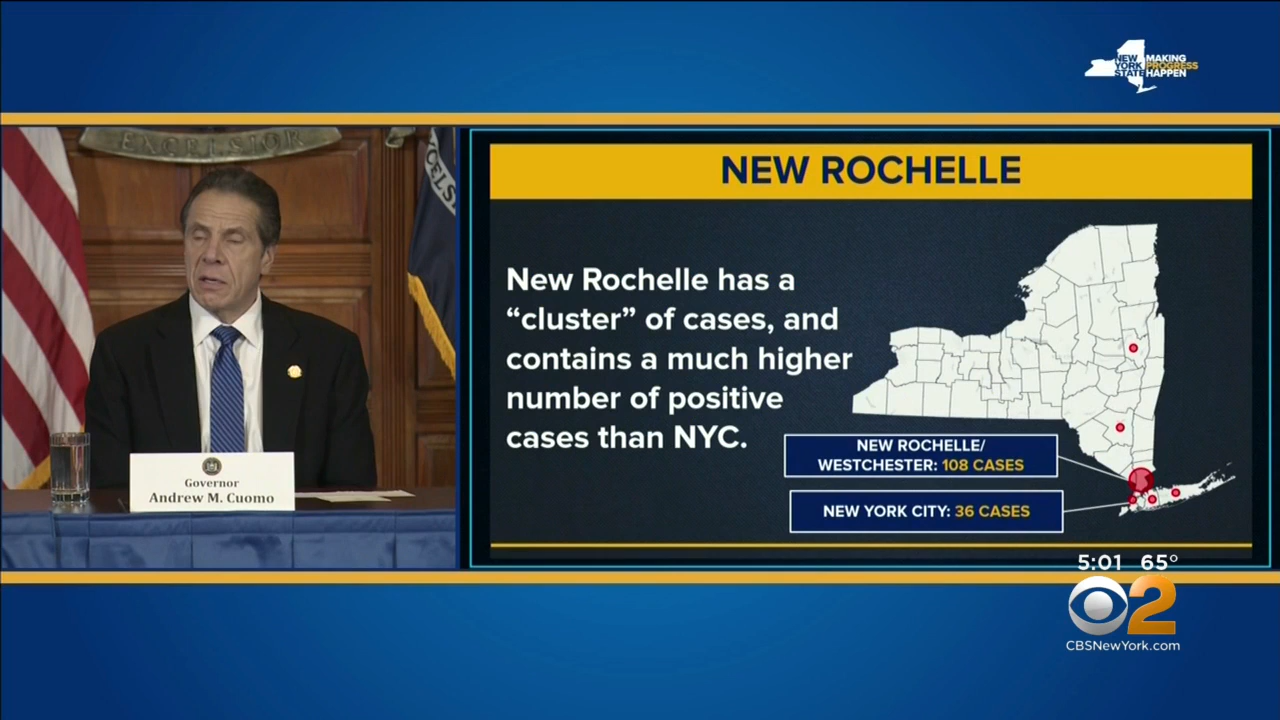 NEW
YORK
STATE
MAKING
PROGRESS
HAPPEN
EXCELSIOR
EXCELS
NEW ROCHELLE
New Rochelle has a
“cluster” of cases, and
contains a much higher
number of positive
cases than NYC.
NEW ROCHELLE/
WESTCHESTER: 108 CASES
NEW YORK CITY: 36 CASES
Governor
Andrew M. Cuomo
5:01 65°
2
CBSNewYork.com